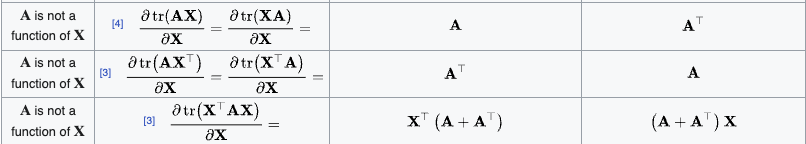 A is not a function of X [4] ∂ tr(AX)/∂X = ∂ tr(XA)/∂X = A A⊤
A is not a function of X [3] ∂ tr(AX⊤)/∂X = ∂ tr(X⊤A)/∂X = A⊤ A
A is not a function of X [3] ∂ tr(X⊤AX)/∂X = X⊤ (A + A⊤) (A + A⊤) X